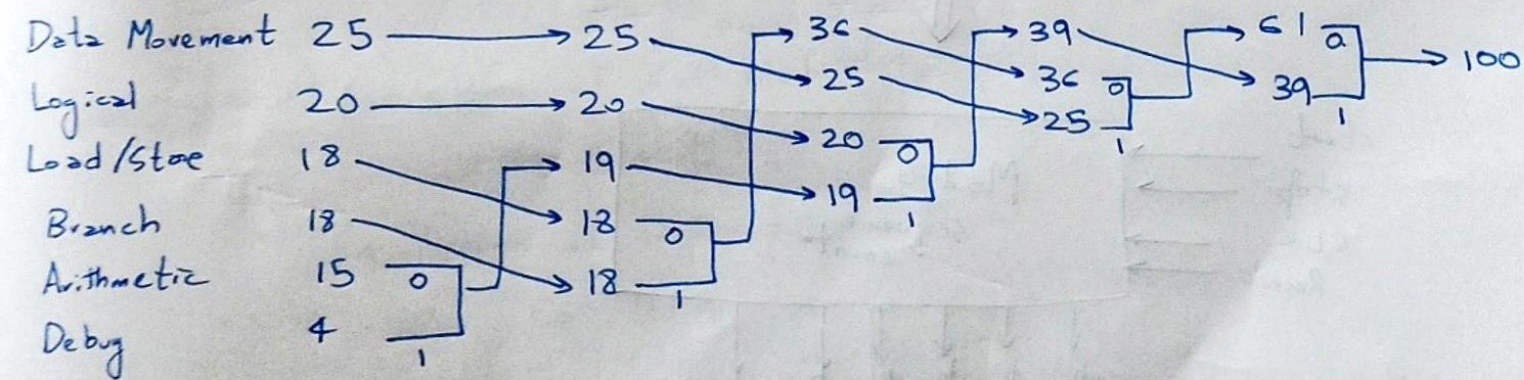 Data Movement 25 25 36 39 61 0 100
25 36 0 39
Logical 20 20 25 1
20 0 1
Load/Stoe 18 19 19
Branch 18 18 0 1
Arithmetic 15 0 18 1
Debug 4 1